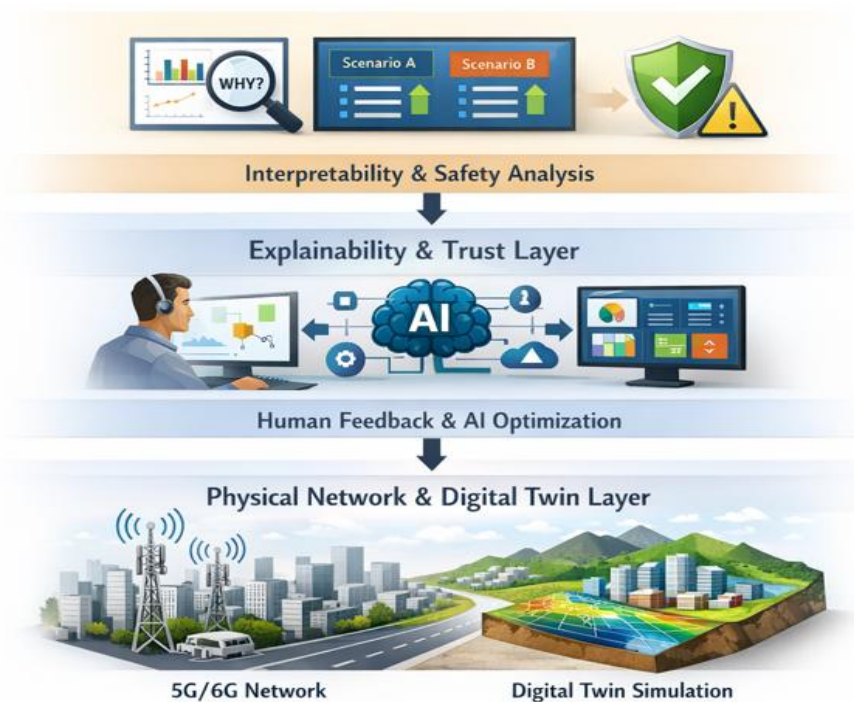 WHY?
Scenario A
Scenario B
Interpretability & Safety Analysis
Explainability & Trust Layer
AI
Human Feedback & AI Optimization
Physical Network & Digital Twin Layer
5G/6G Network
Digital Twin Simulation